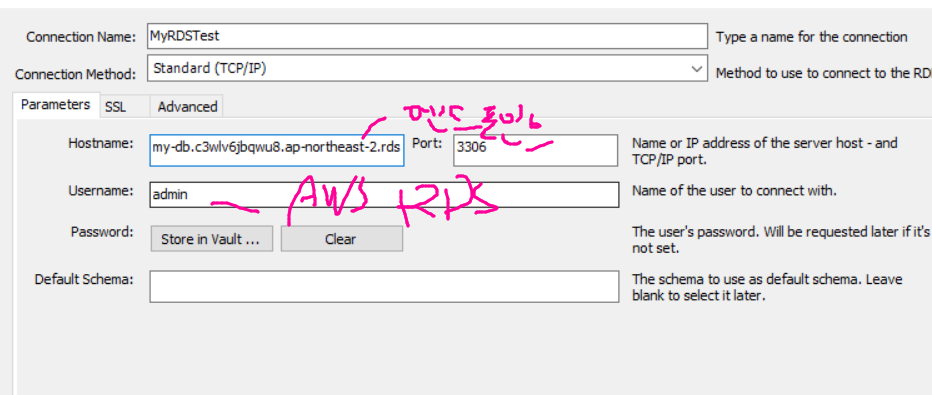 Connection Name: MyRDSTest Type a name for the connection
Connection Method: Standard (TCP/IP) Method to use to connect to the RD
Parameters SSL Advanced
엔드 포인트
Hostname: my-db.c3wlv6jbqwu8.ap-northeast-2.rds Port: 3306 Name or IP address of the server host - and
TCP/IP port.
Username: admin Name of the user to connect with.
AWS RDS
Password: Store in Vault ... Clear The user's password. Will be requested later if it's
not set.
Default Schema: The schema to use as default schema. Leave
blank to select it later.